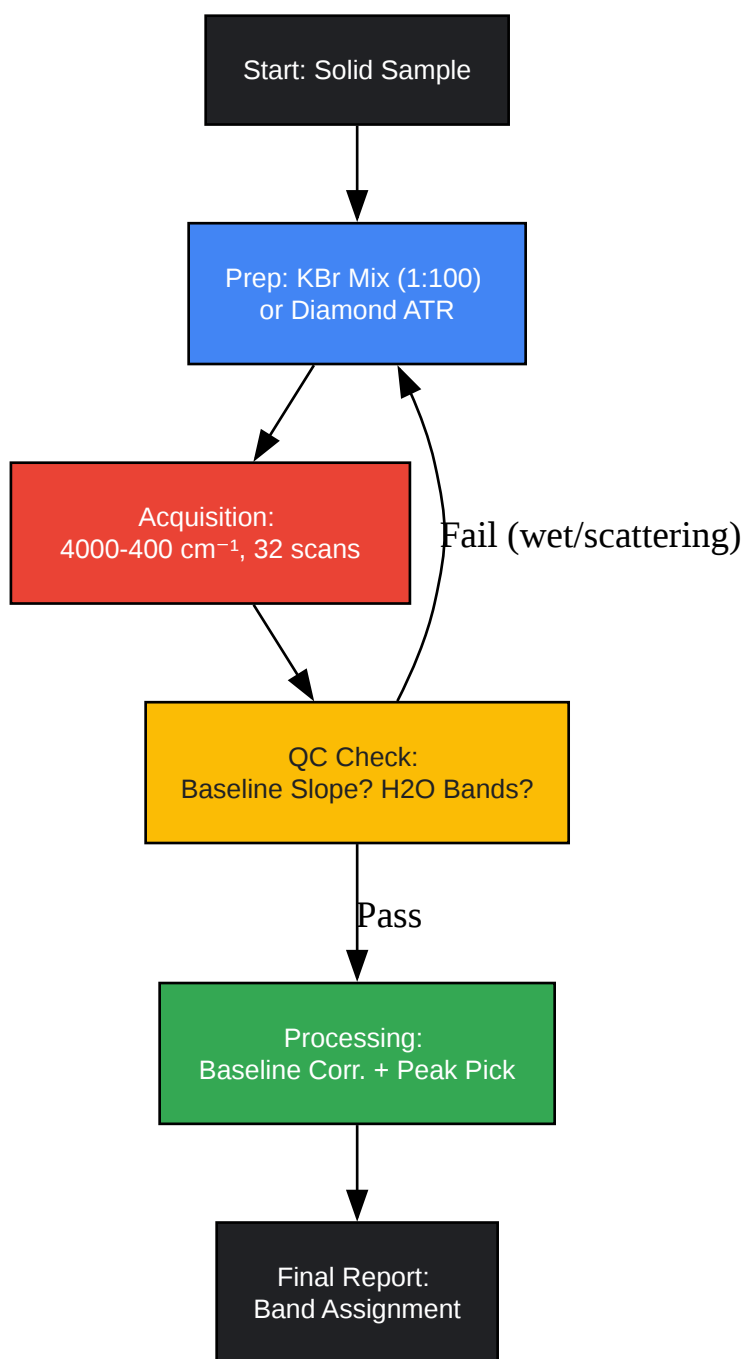 Start: Solid Sample
Prep: KBr Mix (1:100)
or Diamond ATR
Acquisition:
4000-400 cm⁻¹, 32 scans
Fail (wet/scattering)
QC Check:
Baseline Slope? H2O Bands?
Pass
Processing:
Baseline Corr. + Peak Pick
Final Report:
Band Assignment